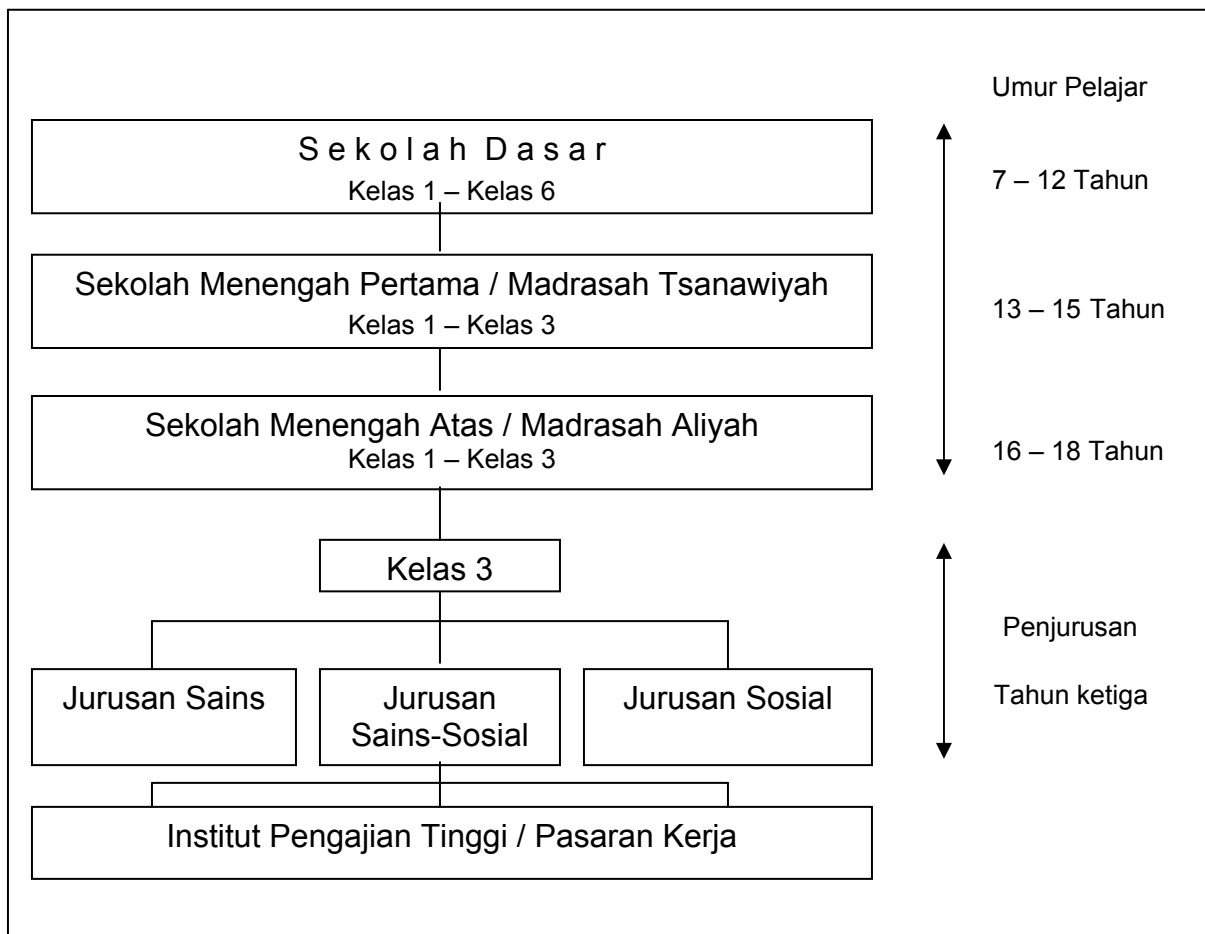 Umur Pelajar
S e k o l a h D a s a r
Kelas 1 – Kelas 6
7 – 12 Tahun
Sekolah Menengah Pertama / Madrasah Tsanawiyah
Kelas 1 – Kelas 3
13 – 15 Tahun
Sekolah Menengah Atas / Madrasah Aliyah
Kelas 1 – Kelas 3
16 – 18 Tahun
Kelas 3
Penjurusan
Tahun ketiga
Jurusan Sains
Jurusan
Sains-Sosial
Jurusan Sosial
Institut Pengajian Tinggi / Pasaran Kerja